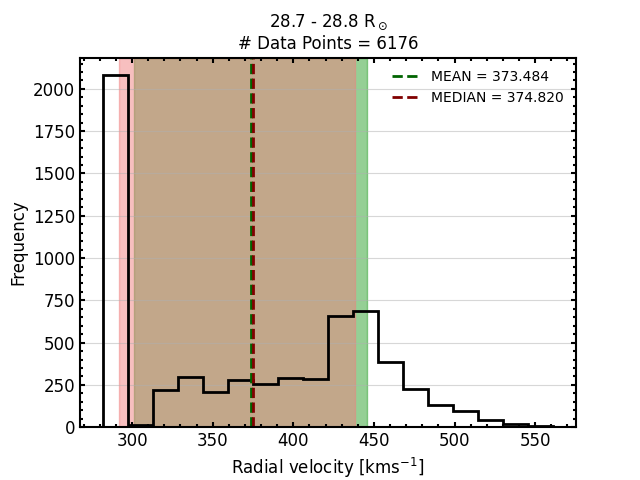 28.7 - 28.8 R⊙
# Data Points = 6176
MEAN = 373.484
MEDIAN = 374.820
Frequency
2000
1750
1500
1250
1000
750
500
250
0
300 350 400 450 500 550
Radial velocity [kms⁻¹]